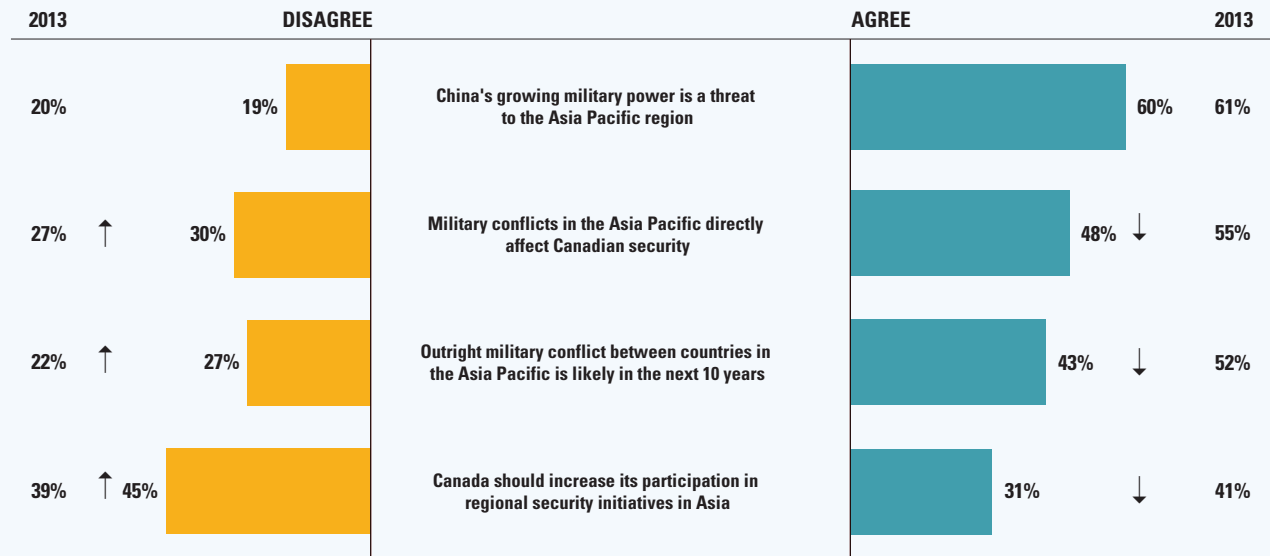 2013 DISAGREE AGREE 2013
20% 19% China's growing military power is a threat
to the Asia Pacific region 60% 61%
27% ↑ 30% Military conflicts in the Asia Pacific directly
affect Canadian security 48% ↓ 55%
22% ↑ 27% Outright military conflict between countries in
the Asia Pacific is likely in the next 10 years 43% ↓ 52%
39% ↑ 45% Canada should increase its participation in
regional security initiatives in Asia 31% ↓ 41%